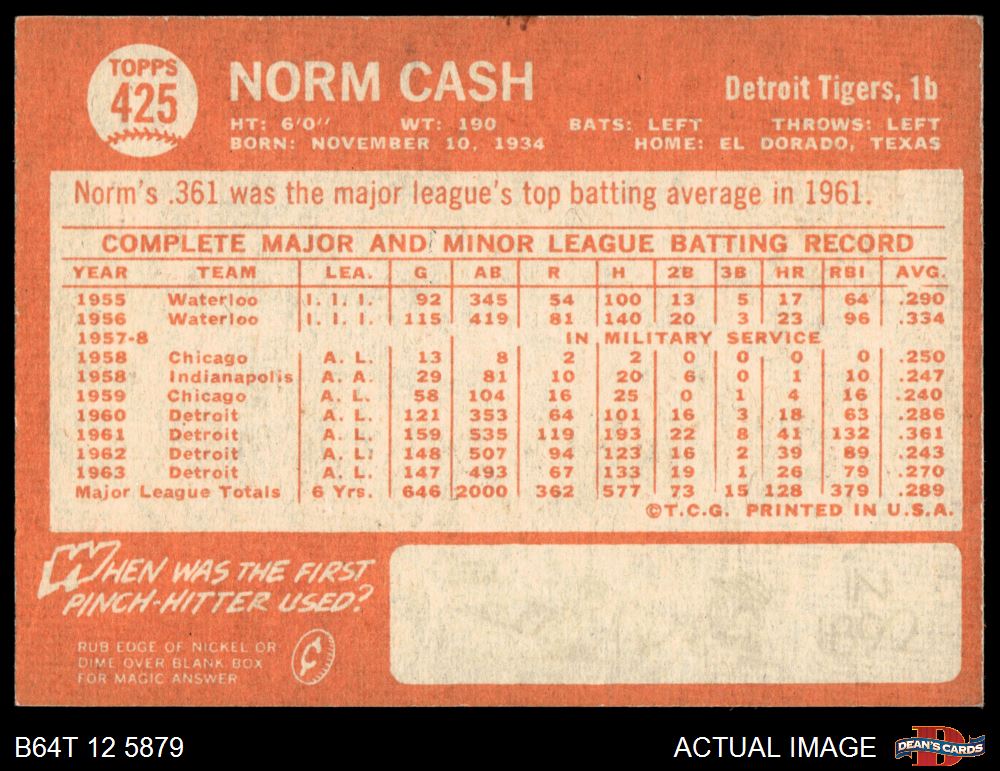 TOPPS
425
NORM CASH
Detroit Tigers, 1b
HT: 6'0" WT: 190 BATS: LEFT THROWS: LEFT
BORN: NOVEMBER 10, 1934 HOME: EL DORADO, TEXAS
Norm's .361 was the major league's top batting average in 1961.
COMPLETE MAJOR AND MINOR LEAGUE BATTING RECORD
YEAR TEAM LEA. G AB R H 2B 3B HR RBI AVG.
1955 Waterloo I. I. I. 92 345 54 100 13 5 17 64 .290
1956 Waterloo I. I. I. 115 419 81 140 20 3 23 96 .334
1957-8 IN MILITARY SERVICE
1958 Chicago A. L. 13 8 2 2 0 0 0 0 .250
1958 Indianapolis A. A. 29 81 10 20 6 0 1 10 .247
1959 Chicago A. L. 58 104 16 25 0 1 4 16 .240
1960 Detroit A. L. 121 353 64 101 16 3 18 63 .286
1961 Detroit A. L. 159 535 119 193 22 8 41 132 .361
1962 Detroit A. L. 148 507 94 123 16 2 39 89 .243
1963 Detroit A. L. 147 493 67 133 19 1 26 79 .270
Major League Totals 6 Yrs. 646 2000 362 577 73 15 128 379 .289
©T.C.G. PRINTED IN U.S.A.
WHEN WAS THE FIRST
PINCH-HITTER USED?
RUB EDGE OF NICKEL OR
DIME OVER BLANK BOX
FOR MAGIC ANSWER
B64T 12 5879
ACTUAL IMAGE
DEAN'S CARDS